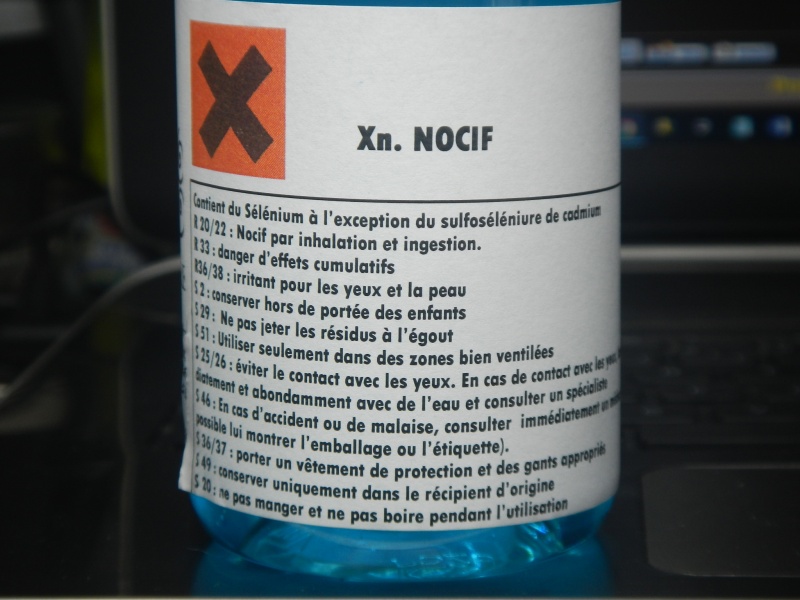 Xn. NOCIF
Contient du Sélénium à l'exception du sulfoséléniure de cadmium
R 20/22 : Nocif par inhalation et ingestion.
R 33 : danger d'effets cumulatifs
R36/38 : irritant pour les yeux et la peau
S 2 : conserver hors de portée des enfants
S 29 : Ne pas jeter les résidus à l'égout
S 51 : Utiliser seulement dans des zones bien ventilées
S 25/26 : éviter le contact avec les yeux. En cas de contact avec les yeux,
diatement et abondamment avec de l'eau et consulter un spécialiste
S 46 : En cas d'accident ou de malaise, consulter immédiatement un
possible lui montrer l'emballage ou l'étiquette).
S 36/37 : porter un vêtement de protection et des gants appropriés
S 49 : conserver uniquement dans le récipient d'origine
S 20 : ne pas manger et ne pas boire pendant l'utilisation